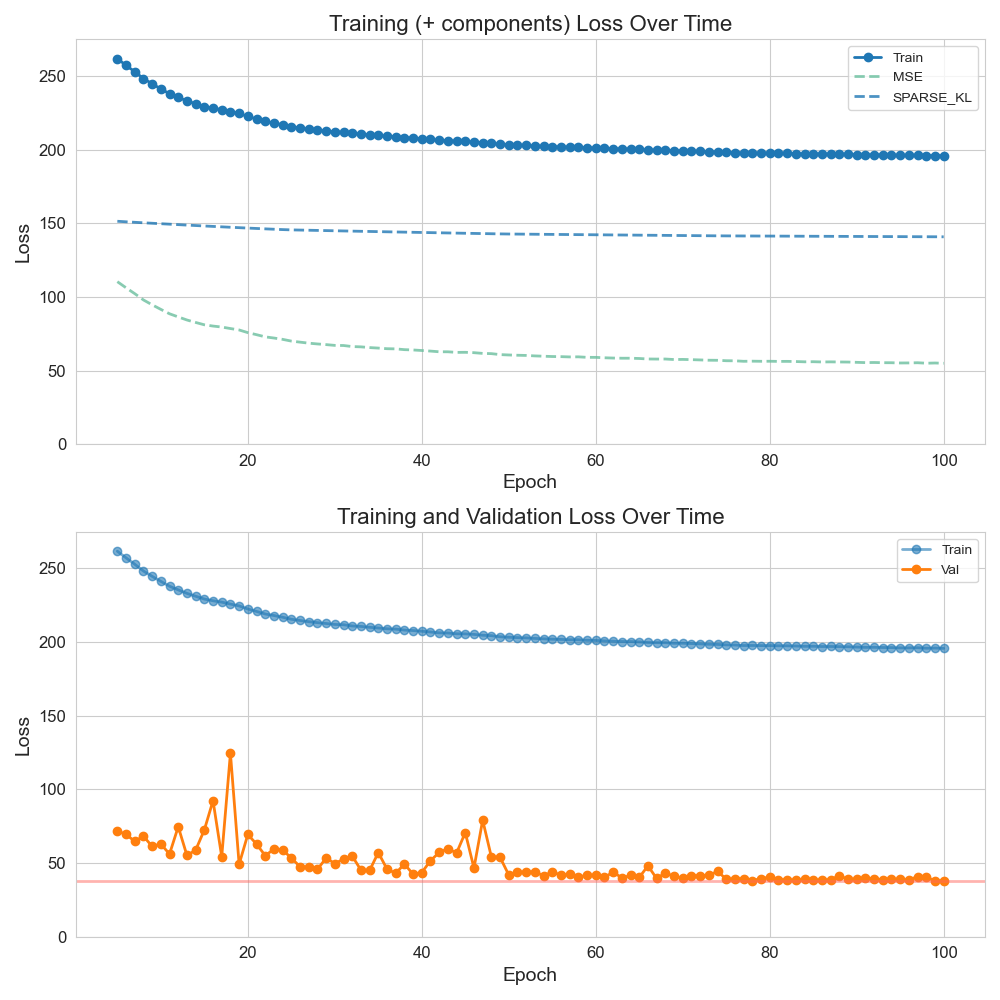 Training (+ components) Loss Over Time
Train
MSE
SPARSE_KL
Loss
250
200
150
100
50
0
20 40 60 80 100
Epoch
Training and Validation Loss Over Time
Train
Val
Loss
250
200
150
100
50
0
20 40 60 80 100
Epoch